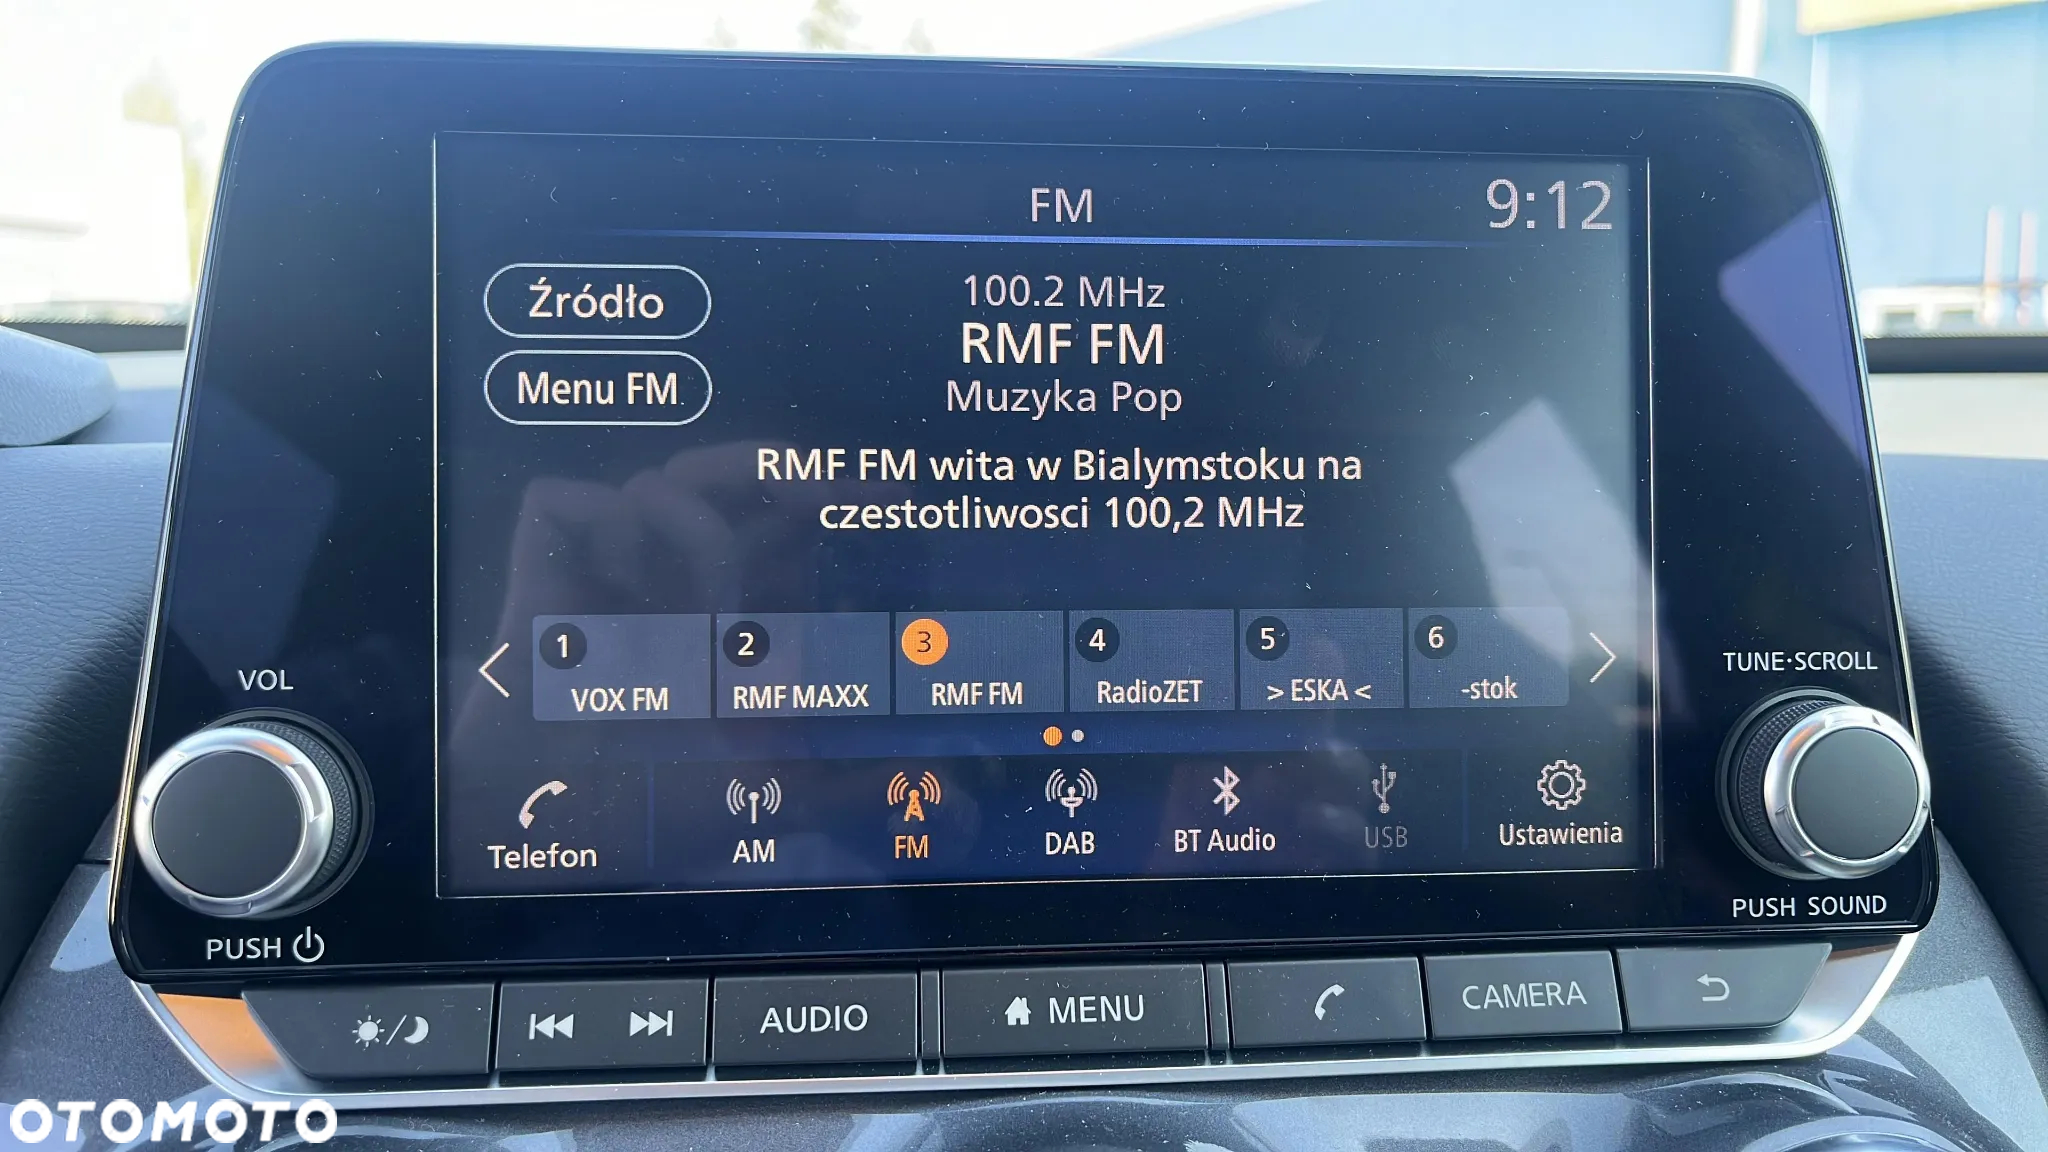 FM
9:12
Źródło
Menu FM
100.2 MHz
RMF FM
Muzyka Pop
RMF FM wita w Bialymstoku na
czestotliwosci 100,2 MHz
1 2 3 4 5 6
VOX FM RMF MAXX RMF FM RadioZET > ESKA < -stok
Telefon AM FM DAB BT Audio USB Ustawienia
VOL
PUSH
TUNE·SCROLL
PUSH SOUND
AUDIO MENU CAMERA
OTOMOTO